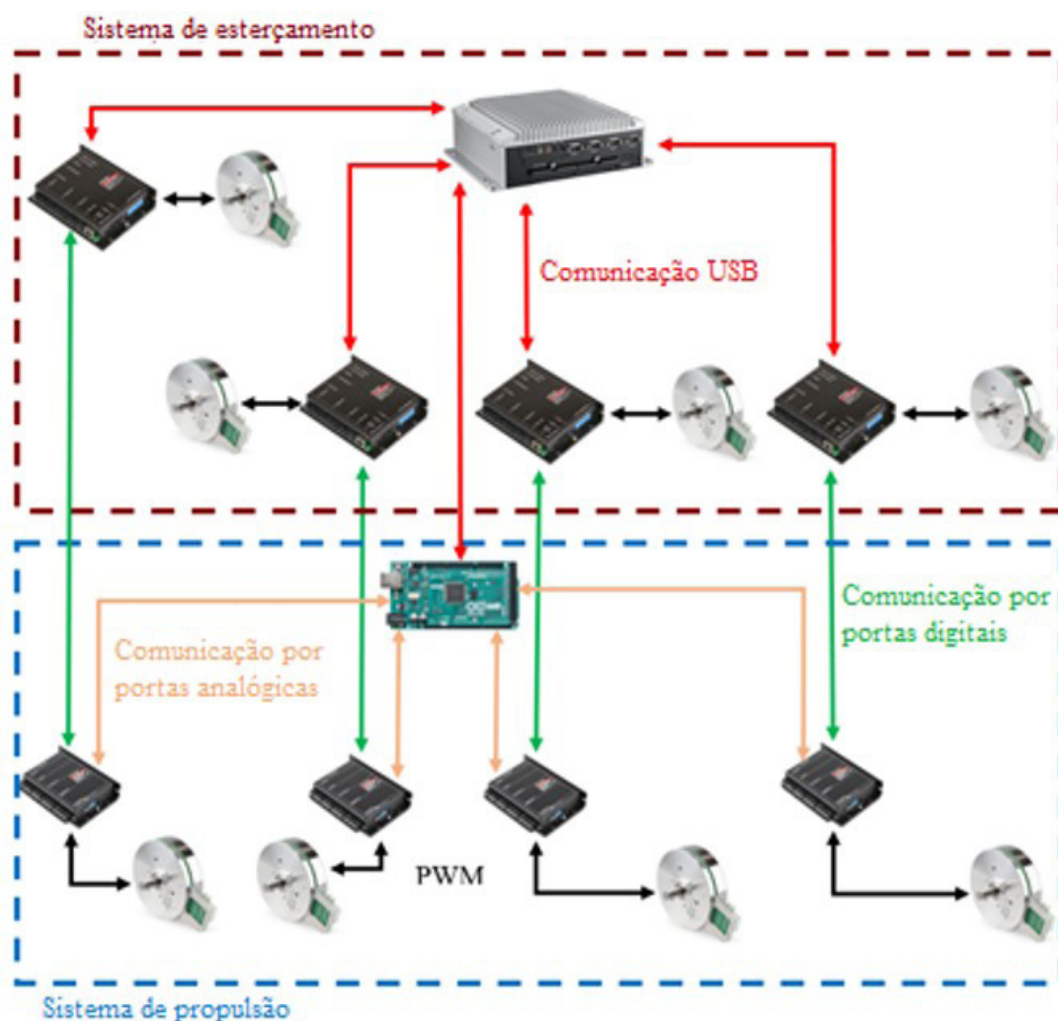 Sistema de esterçamento
Comunicação USB
Comunicação por
portas digitais
Comunicação por
portas analógicas
PWM
Sistema de propulsão